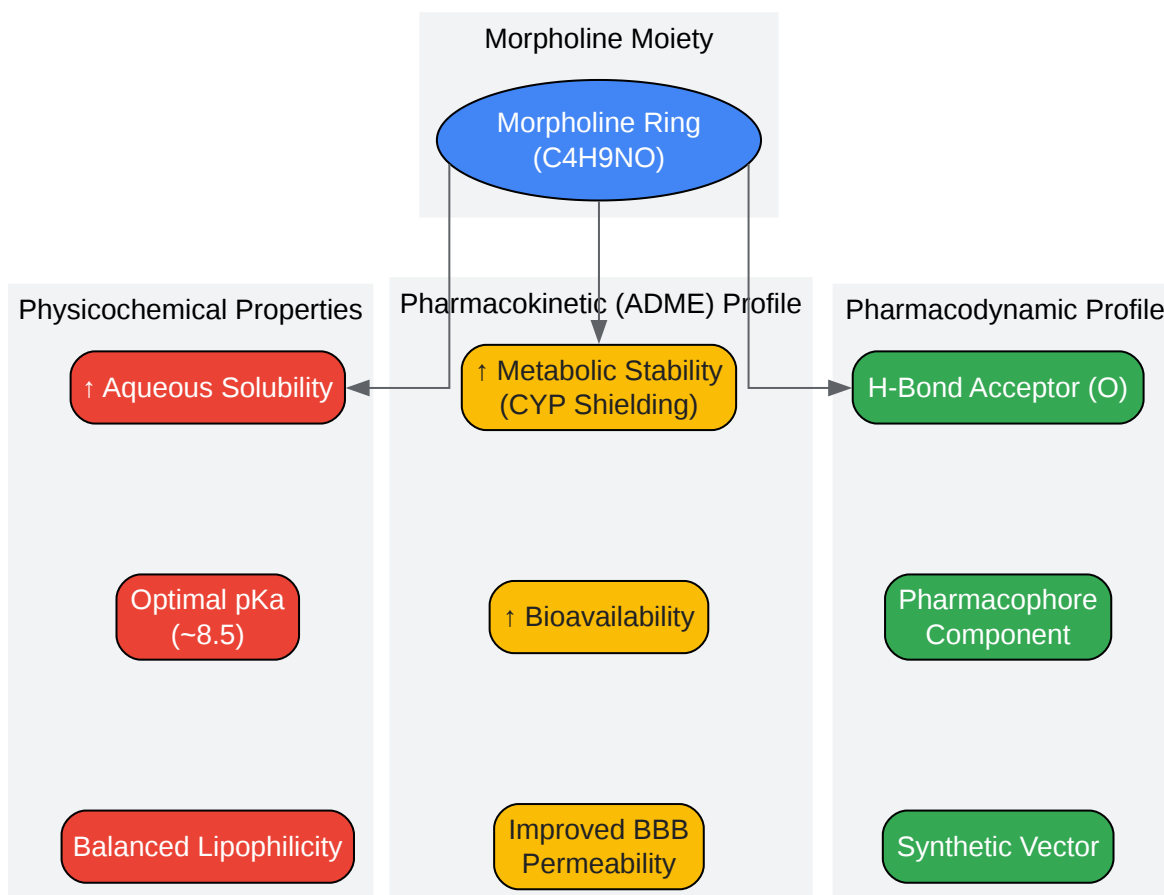 Morpholine Moiety
Morpholine Ring
(C4H9NO)
Physicochemical Properties
↑ Aqueous Solubility
Optimal pKa
(~8.5)
Balanced Lipophilicity
Pharmacokinetic (ADME) Profile
↑ Metabolic Stability
(CYP Shielding)
↑ Bioavailability
Improved BBB
Permeability
Pharmacodynamic Profile
H-Bond Acceptor (O)
Pharmacophore
Component
Synthetic Vector